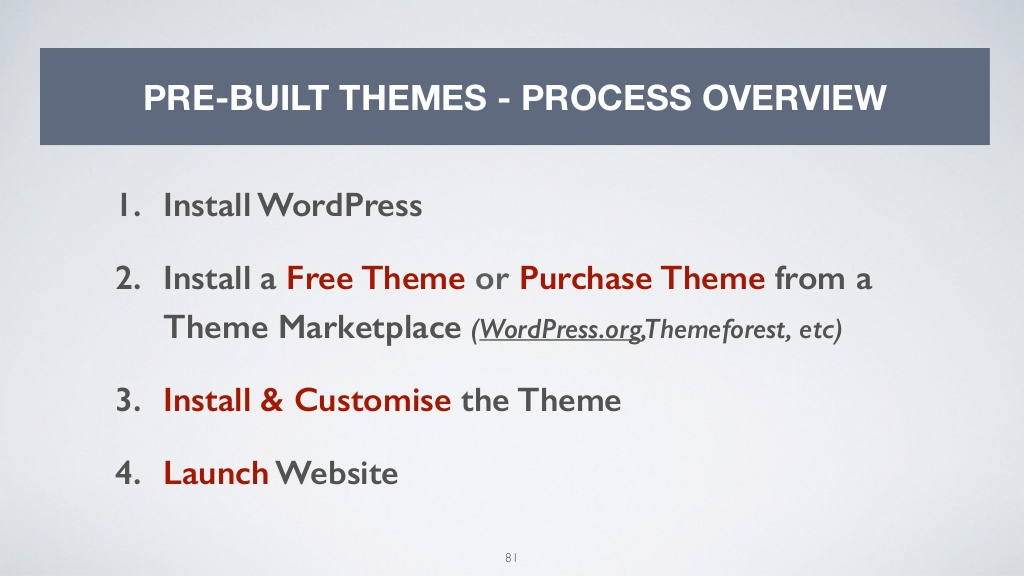 PRE-BUILT THEMES - PROCESS OVERVIEW
1. Install WordPress
2. Install a Free Theme or Purchase Theme from a
Theme Marketplace (WordPress.org,Themeforest, etc)
3. Install & Customise the Theme
4. Launch Website
81